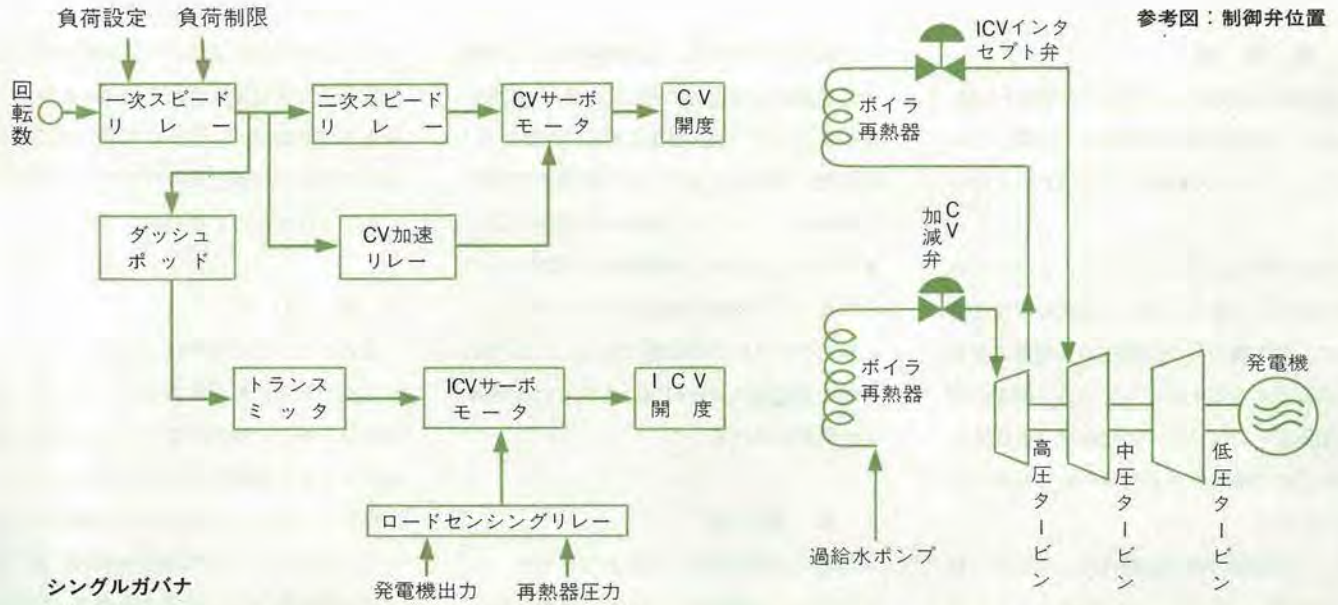 負荷設定
負荷制限
回転数
一次スピード
リレー
二次スピード
リレー
CVサーボ
モータ
CV
開度
ダッシュ
ポッド
CV加速
リレー
トランス
ミッタ
ICVサーボ
モータ
ICV
開度
ロードセンシングリレー
発電機出力
再熱器圧力
シングルガバナ
参考図：制御弁位置
ICVインタ
セプト弁
ボイラ
再熱器
CV
加減弁
ボイラ
再熱器
過給水ポンプ
高圧タービン
中圧タービン
低圧タービン
発電機